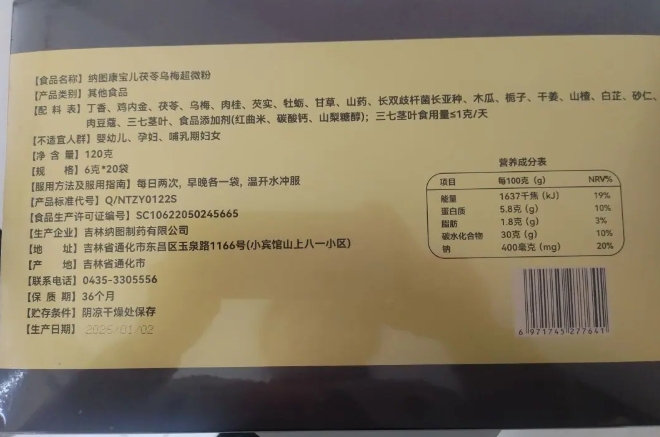 【食品名称】纳图康宝儿茯苓乌梅超微粉
【产品类别】其他食品
【配 料 表】丁香、鸡内金、茯苓、乌梅、肉桂、芡实、牡蛎、甘草、山药、长双歧杆菌长亚种、木瓜、栀子、干姜、山楂、白芷、砂仁、
肉豆蔻、三七茎叶、食品添加剂(红曲米、碳酸钙、山梨糖醇)；三七茎叶食用量≤1克/天
【不适宜人群】婴幼儿、孕妇、哺乳期妇女
【净 含 量】120克
【规 格】6克*20袋
【服用方法及服用指南】每日两次, 早晚各一袋, 温开水冲服
【产品标准代号】Q/NTZY0122S
【食品生产许可证编号】SC10622050245665
【生产企业】吉林纳图制药有限公司
【地 址】吉林省通化市东昌区玉泉路1166号(小宾馆山上八一小区)
【产 地】吉林省通化市
【联系电话】0435-3305556
【保 质 期】36个月
【贮存条件】阴凉干燥处保存
【生产日期】2025/01/02
营养成分表
项目 每100克 (g) NRV%
能量 1637千焦 (kJ) 19%
蛋白质 5.8克 (g) 10%
脂肪 1.8克 (g) 3%
碳水化合物 30克 (g) 10%
钠 400毫克 (mg) 20%
6 971745 277641